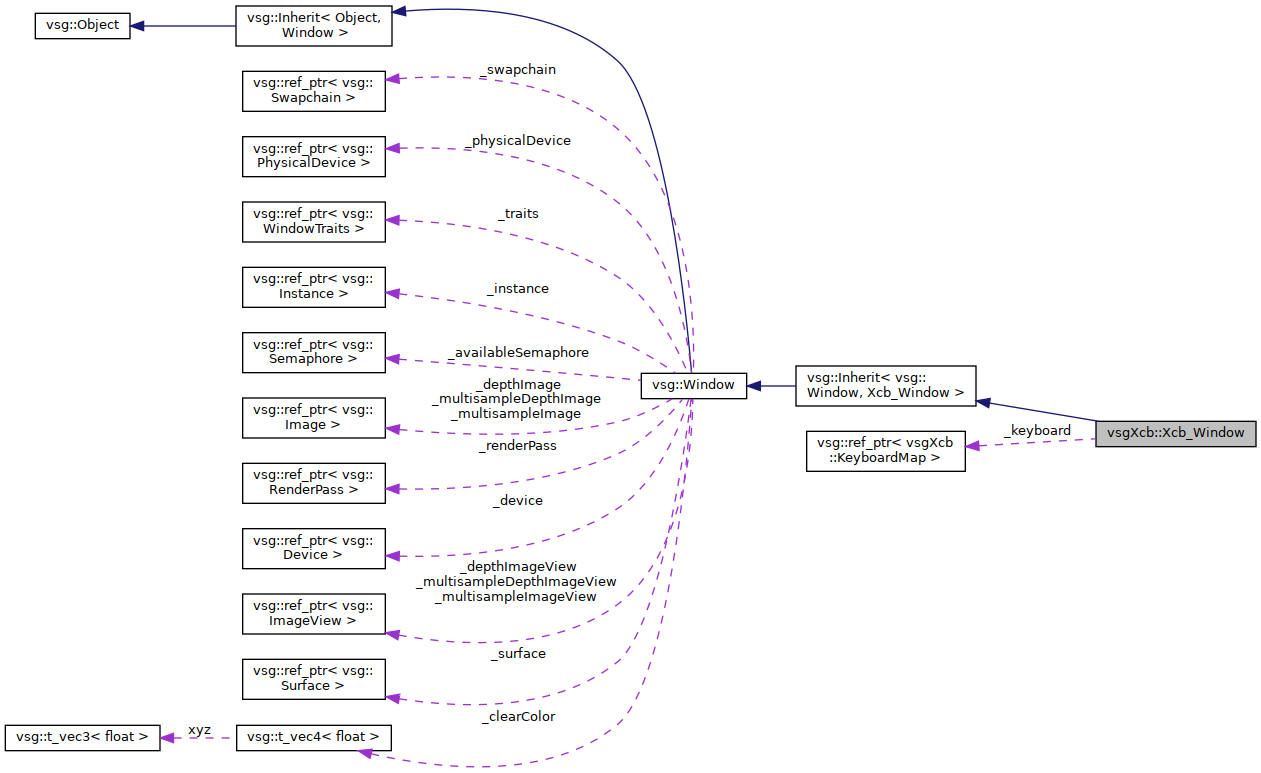 vsg::Object
vsg::Inherit< Object,
Window >
_swapchain
vsg::ref_ptr< vsg::
Swapchain >
_physicalDevice
vsg::ref_ptr< vsg::
PhysicalDevice >
_traits
vsg::ref_ptr< vsg::
WindowTraits >
_instance
vsg::ref_ptr< vsg::
Instance >
_availableSemaphore
vsg::ref_ptr< vsg::
Semaphore >
_depthImage
_multisampleDepthImage
_multisampleImage
vsg::ref_ptr< vsg::
Image >
_renderPass
vsg::ref_ptr< vsg::
RenderPass >
_device
vsg::ref_ptr< vsg::
Device >
_depthImageView
_multisampleDepthImageView
_multisampleImageView
vsg::ref_ptr< vsg::
ImageView >
_surface
vsg::ref_ptr< vsg::
Surface >
_clearColor
vsg::t_vec3< float >
xyz
vsg::t_vec4< float >
vsg::Window
vsg::Inherit< vsg::
Window, Xcb_Window >
_keyboard
vsg::ref_ptr< vsgXcb
::KeyboardMap >
vsgXcb::Xcb_Window